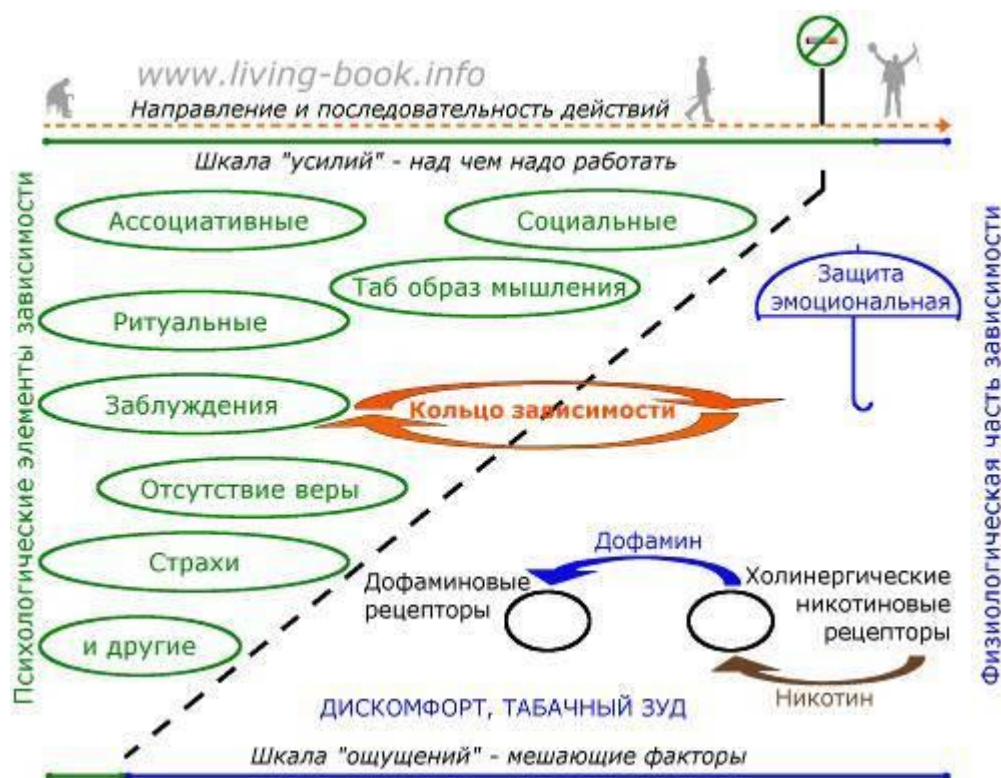 www.living-book.info
Направление и последовательность действий
Шкала "усилий" - над чем надо работать
Психологические элементы зависимости
Ассоциативные
Социальные
Таб образ мышления
Ритуальные
Защита
эмоциональная
Заблуждения
Кольцо зависимости
Отсутствие веры
Страхи
и другие
Дофамин
Дофаминовые
рецепторы
Холинергические
никотиновые
рецепторы
Никотин
ДИСКОМФОРТ, ТАБАЧНЫЙ ЗУД
Шкала "ощущений" - мешающие факторы
Физиологическая часть зависимости